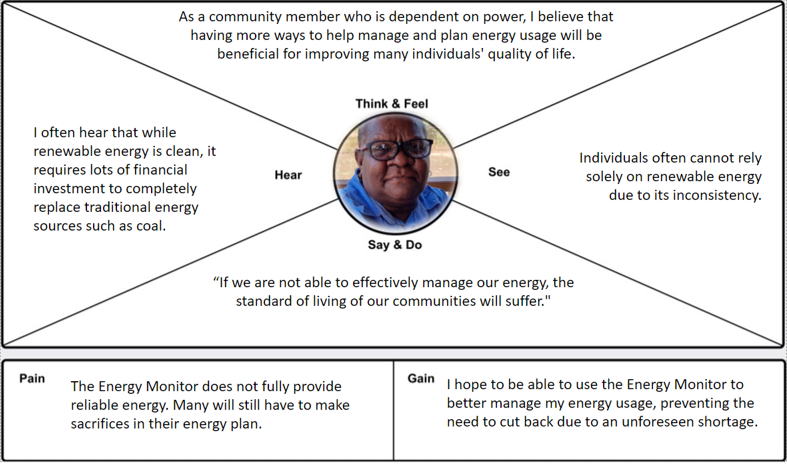 As a community member who is dependent on power, I believe that
having more ways to help manage and plan energy usage will be
beneficial for improving many individuals' quality of life.
Think & Feel
I often hear that while
renewable energy is clean, it
requires lots of financial
investment to completely
replace traditional energy
sources such as coal.
Hear
See
Individuals often cannot rely
solely on renewable energy
due to its inconsistency.
Say & Do
“If we are not able to effectively manage our energy, the
standard of living of our communities will suffer."
Pain
The Energy Monitor does not fully provide
reliable energy. Many will still have to make
sacrifices in their energy plan.
Gain
I hope to be able to use the Energy Monitor to
better manage my energy usage, preventing the
need to cut back due to an unforeseen shortage.